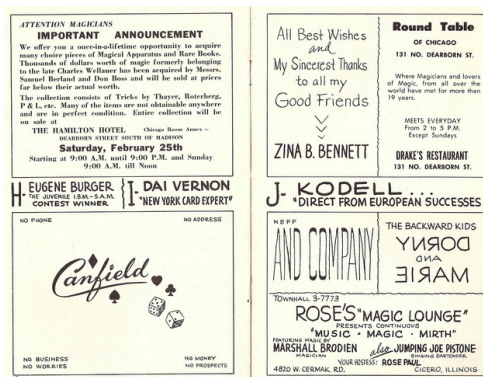 ATTENTION MAGICIANS
IMPORTANT ANNOUNCEMENT
We offer you a once-in-a-lifetime opportunity to acquire
many choice pieces of Magical Apparatus and Rare Books.
Thousands of dollars worth of magic formerly belonging
to the late Charles Wellauer has been acquired by Messrs.
Samuel Berland and Don Boss and will be sold at prices
far below their actual worth.
The collection consists of Tricks by Thayer, Roterberg,
P & L, etc. Many of the items are not obtainable anywhere
and are in perfect condition. Entire collection will be
on sale at
THE HAMILTON HOTEL Chicago Room Annex –
DEARBORN STREET SOUTH OF MADISON
Saturday, February 25th
Starting at 9:00 A.M. until 9:00 P.M. and Sunday
9:00 A.M. till Noon
H- EUGENE BURGER
THE JUVENILE I.B.M.-S.A.M.
CONTEST WINNER
I- DAI VERNON
"NEW YORK CARD EXPERT"
NO PHONE
NO ADDRESS
Canfield
NO BUSINESS
NO WORRIES
NO MONEY
NO PROSPECTS
All Best Wishes
and
My Sincerest Thanks
to all my
Good Friends
ZINA B. BENNETT
Round Table
OF CHICAGO
131 NO. DEARBORN ST.
Where Magicians and lovers
of Magic, from all over the
world have met for more than
19 years.
MEETS EVERYDAY
From 2 to 5 P.M.
Except Sundays
DRAKE'S RESTAURANT
131 NO. DEARBORN ST.
J- KODELL...
"DIRECT FROM EUROPEAN SUCCESSES
NEFF
AND COMPANY
THE BACKWARD KIDS
DORNY
AND
MARIE
TOWNHALL 3-7773
ROSE'S "MAGIC LOUNGE"
PRESENTS CONTINUOUS
"MUSIC · MAGIC · MIRTH"
FEATURING MAGIC BY
MARSHALL BRODIEN
MAGICIAN
also JUMPING JOE PISTONE
SINGING BARTENDER
YOUR HOSTESS: ROSE PAUL
4820 W. CERMAK, RD.
CICERO, ILLINOIS